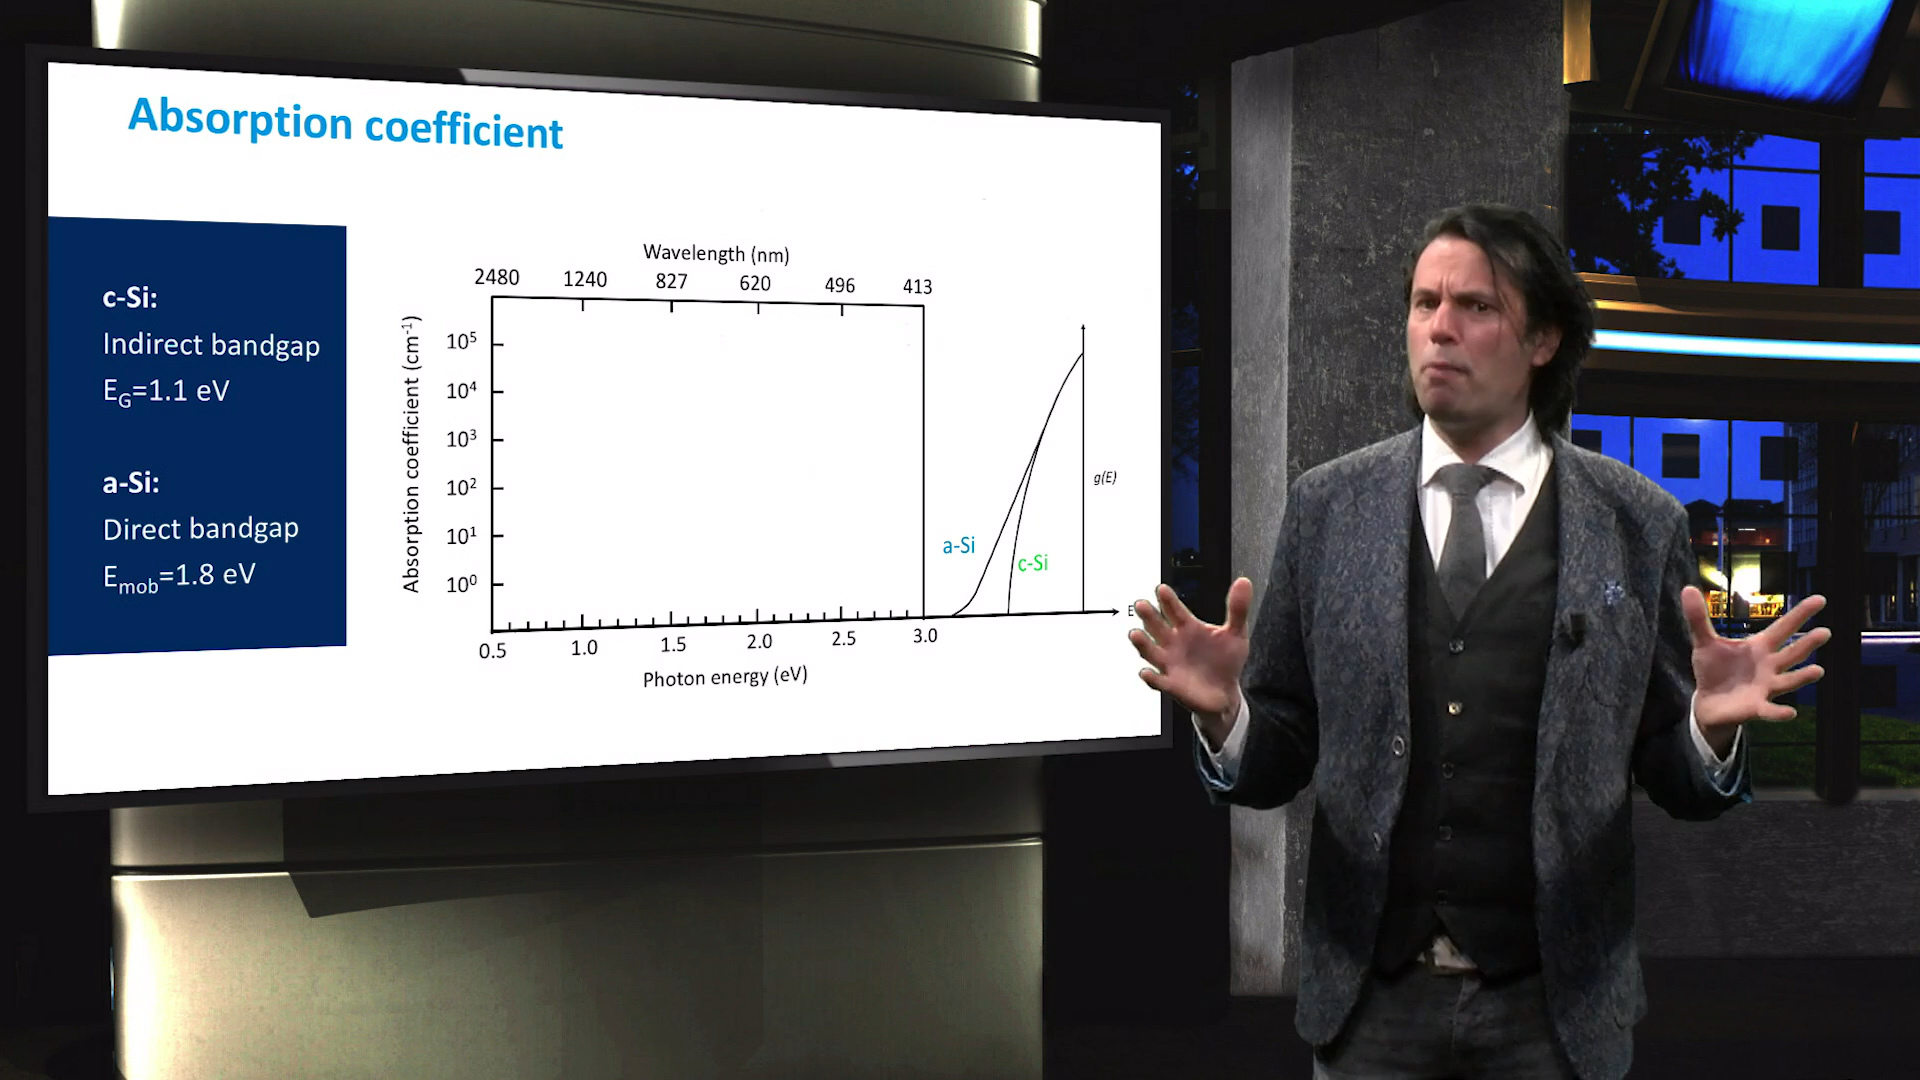 Absorption coefficient
c-Si:
Indirect bandgap
E_G=1.1 eV
a-Si:
Direct bandgap
E_mob=1.8 eV
Wavelength (nm)
2480 1240 827 620 496 413
Absorption coefficient (cm⁻¹)
10⁵
10⁴
10³
10²
10¹
10⁰
0.5 1.0 1.5 2.0 2.5 3.0
Photon energy (eV)
g(E)
a-Si
c-Si
E